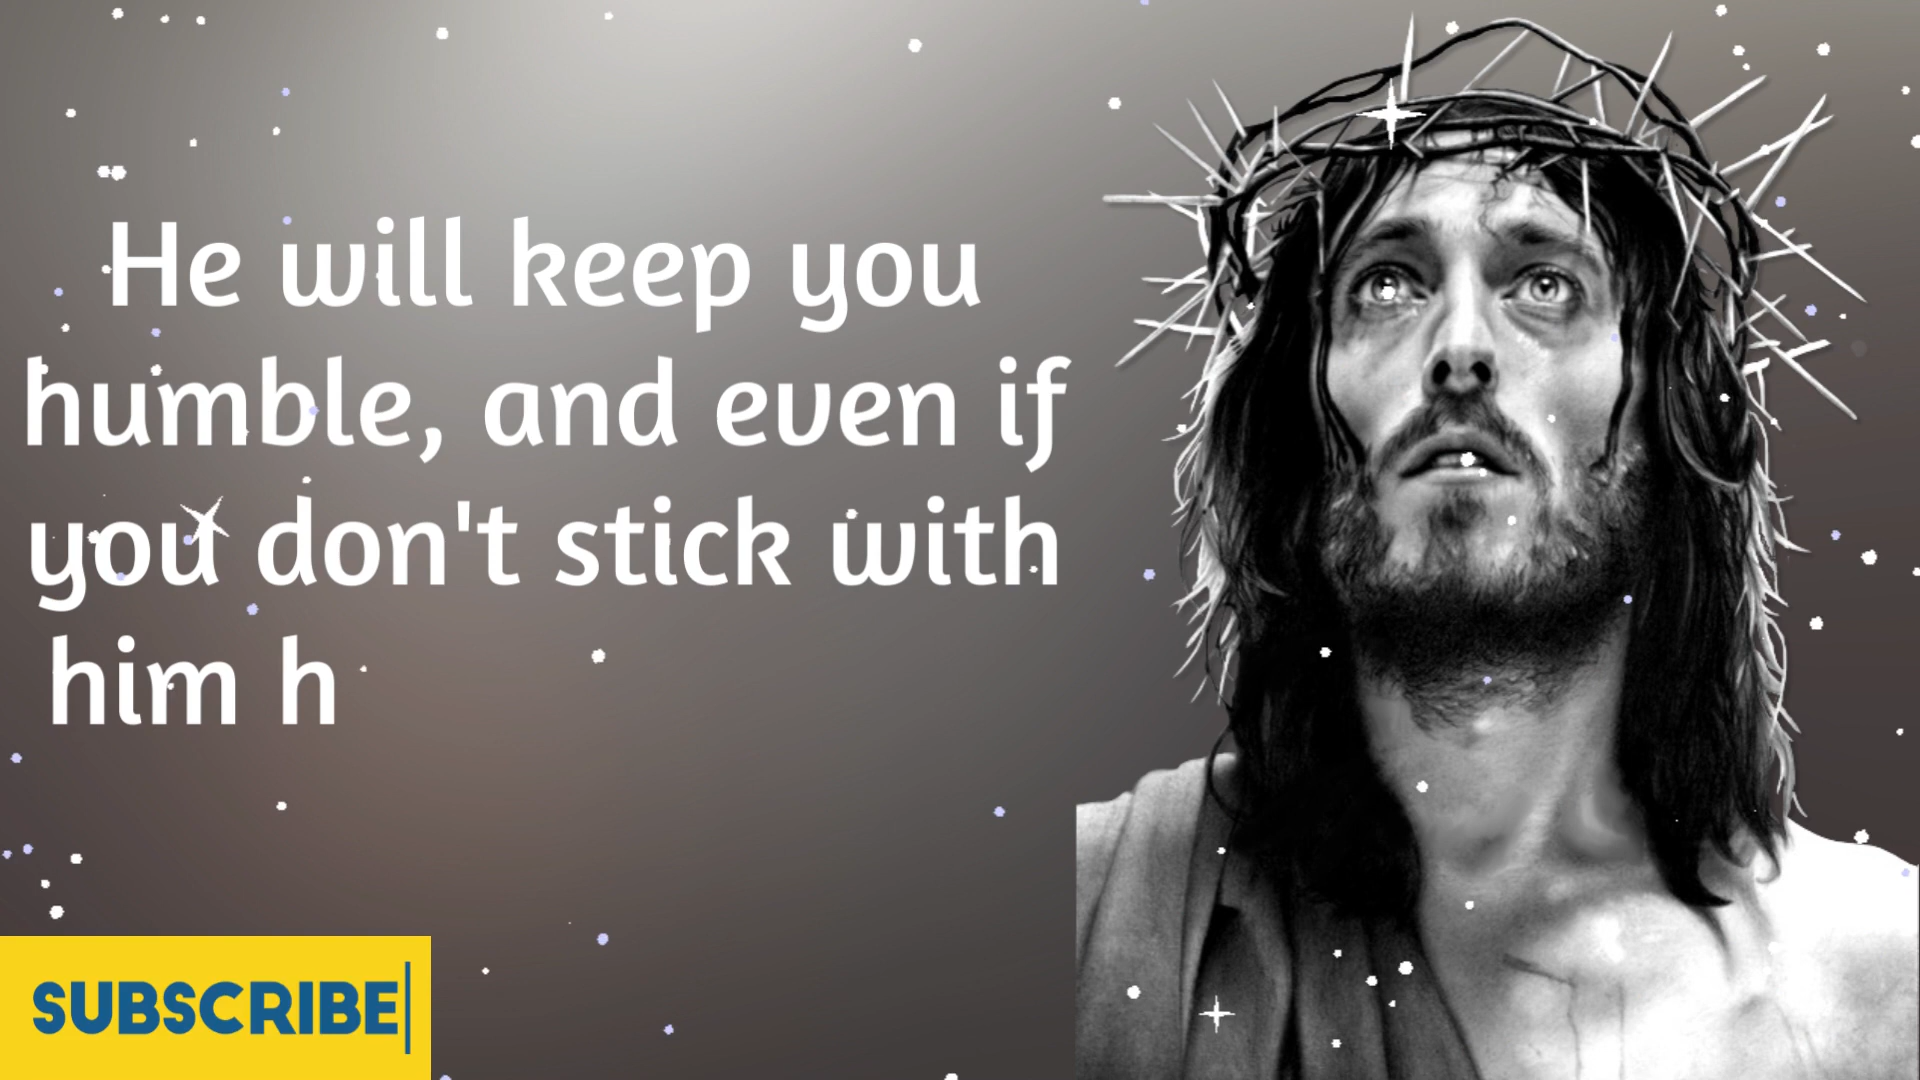 He will keep you
humble, and even if
you don't stick with
him h
SUBSCRIBE